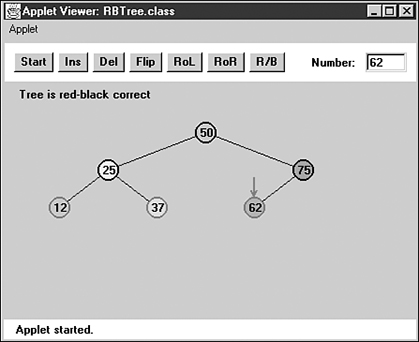 Applet Viewer: RBTree.class
Applet
Start Ins Del Flip RoL RoR R/B Number: 62
Tree is red-black correct
50
25 75
12 37 62
Applet started.